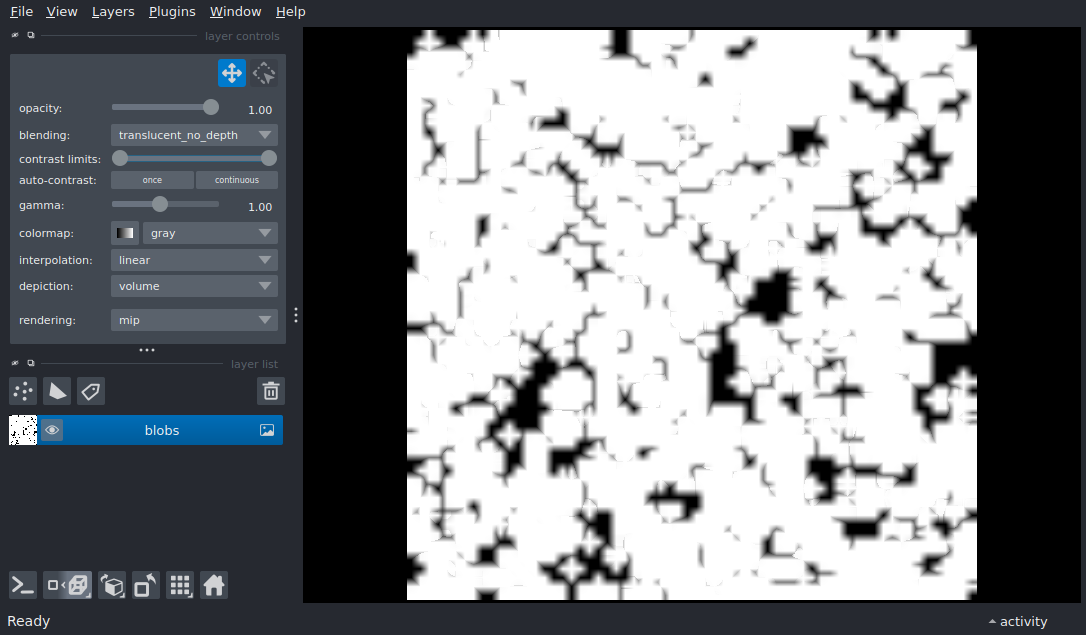 File View Layers Plugins Window Help
layer controls
opacity: 1.00
blending: translucent_no_depth
contrast limits:
auto-contrast: once continuous
gamma: 1.00
colormap: gray
interpolation: linear
depiction: volume
rendering: mip
layer list
blobs
Ready
activity